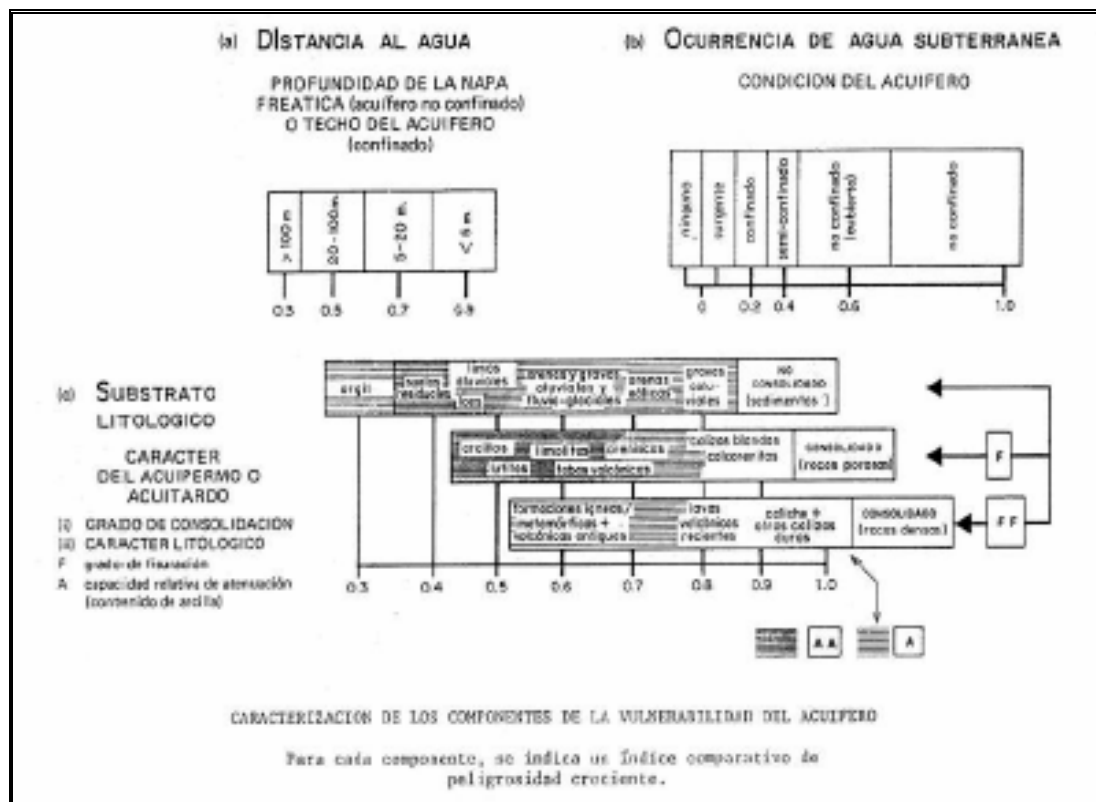 (a) DISTANCIA AL AGUA
PROFUNDIDAD DE LA NAPA
FREATICA (acuífero no confinado)
O TECHO DEL ACUIFERO
(confinado)
> 100 m
20-100 m.
5-20 m.
0.3
0.5
0.7
0.9
(b) OCURRENCIA DE AGUA SUBTERRANEA
CONDICION DEL ACUIFERO
ninguno
surgente
confinado
semi-confinado
no confinado
(cubierto)
no confinado
0
0.2
0.4
0.6
1.0
SUBSTRATO
LITOLOGICO
CARACTER
DEL ACUIPERMO O
ACUITARDO
(i) GRADO DE CONSOLIDACIÓN
(ii) CARACTER LITOLOGICO
F grado de fisuración
A capacidad relativa de atenuación
(contenido de arcilla)
suelos
residuales
limos
aluviales
loes
arenas y gravas
aluviales y
fluvio-glaciales
arenas
eólicas
gravas
colu-
viales
NO
CONSOLIDADO
(sedimentos)
arcillas
lutitas
limolitas
tobas volcánicas
areniscas
calizas blandas
calcarenitas
CONSOLIDADO
(rocas porosas)
F
formaciones ígneas/
metamórficas +
volcánicas antiguas
lavas
volcánicas
recientes
caliche +
otras calizas
duras
CONSOLIDADO
(rocas densas)
F F
0.3
0.4
0.5
0.6
0.7
0.8
0.9
1.0
A A
A
CARACTERIZACION DE LOS COMPONENTES DE LA VULNERABILIDAD DEL ACUIFERO
Para cada componente, se indica un índice comparativo de
peligrosidad creciente.